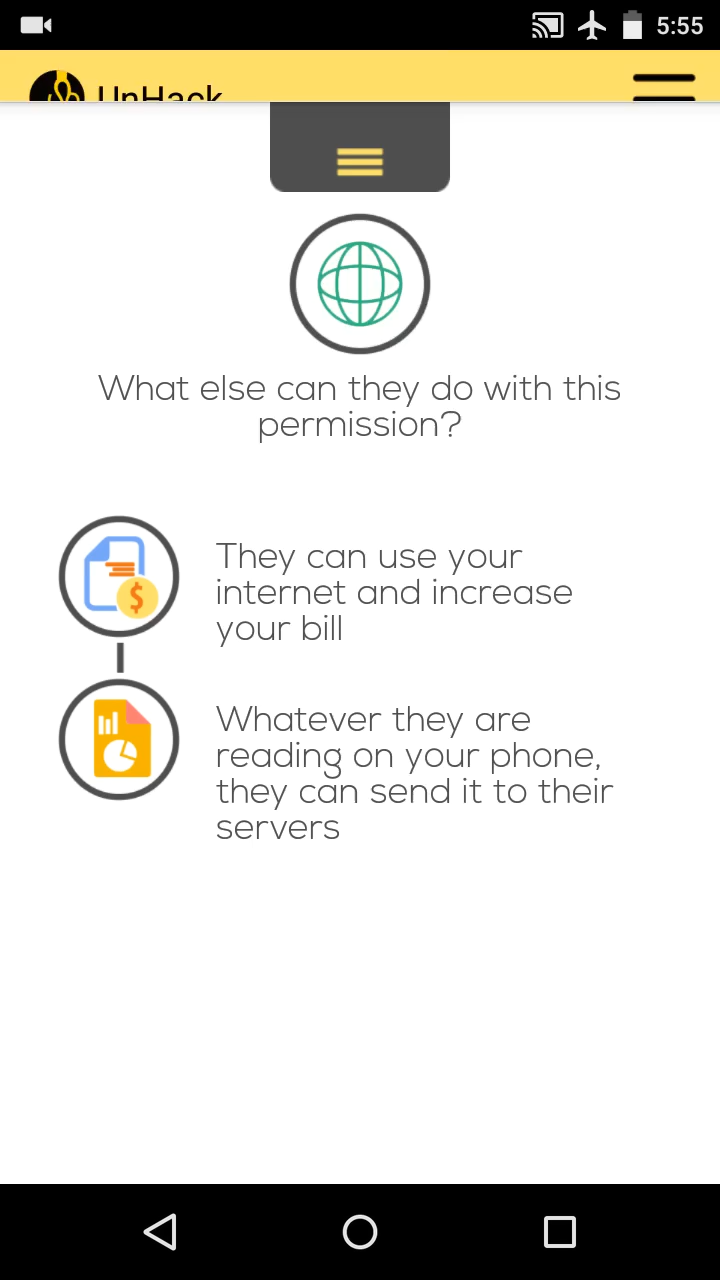 5:55
UnHack
What else can they do with this
permission?
$
They can use your
internet and increase
your bill
Whatever they are
reading on your phone,
they can send it to their
servers